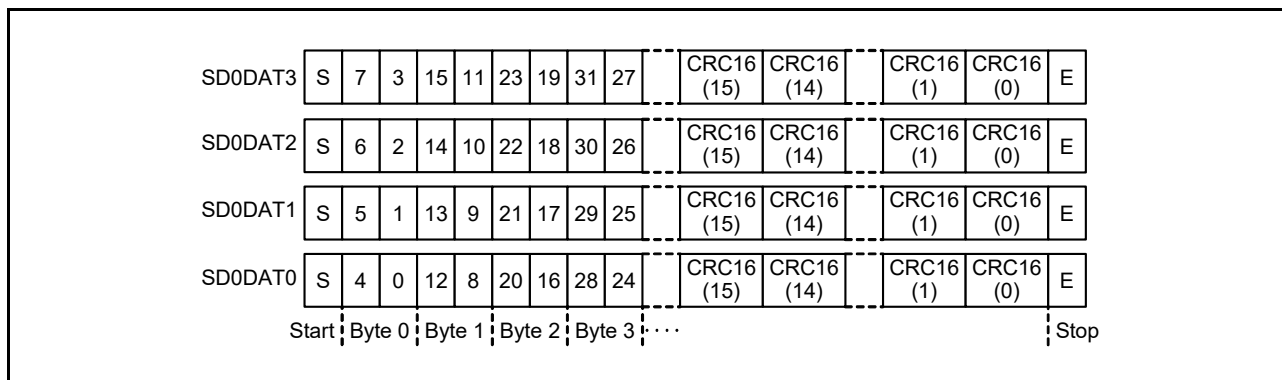 SD0DAT3 S 7 3 15 11 23 19 31 27 CRC16 (15) CRC16 (14) CRC16 (1) CRC16 (0) E
SD0DAT2 S 6 2 14 10 22 18 30 26 CRC16 (15) CRC16 (14) CRC16 (1) CRC16 (0) E
SD0DAT1 S 5 1 13 9 21 17 29 25 CRC16 (15) CRC16 (14) CRC16 (1) CRC16 (0) E
SD0DAT0 S 4 0 12 8 20 16 28 24 CRC16 (15) CRC16 (14) CRC16 (1) CRC16 (0) E
Start Byte 0 Byte 1 Byte 2 Byte 3 · · · · Stop